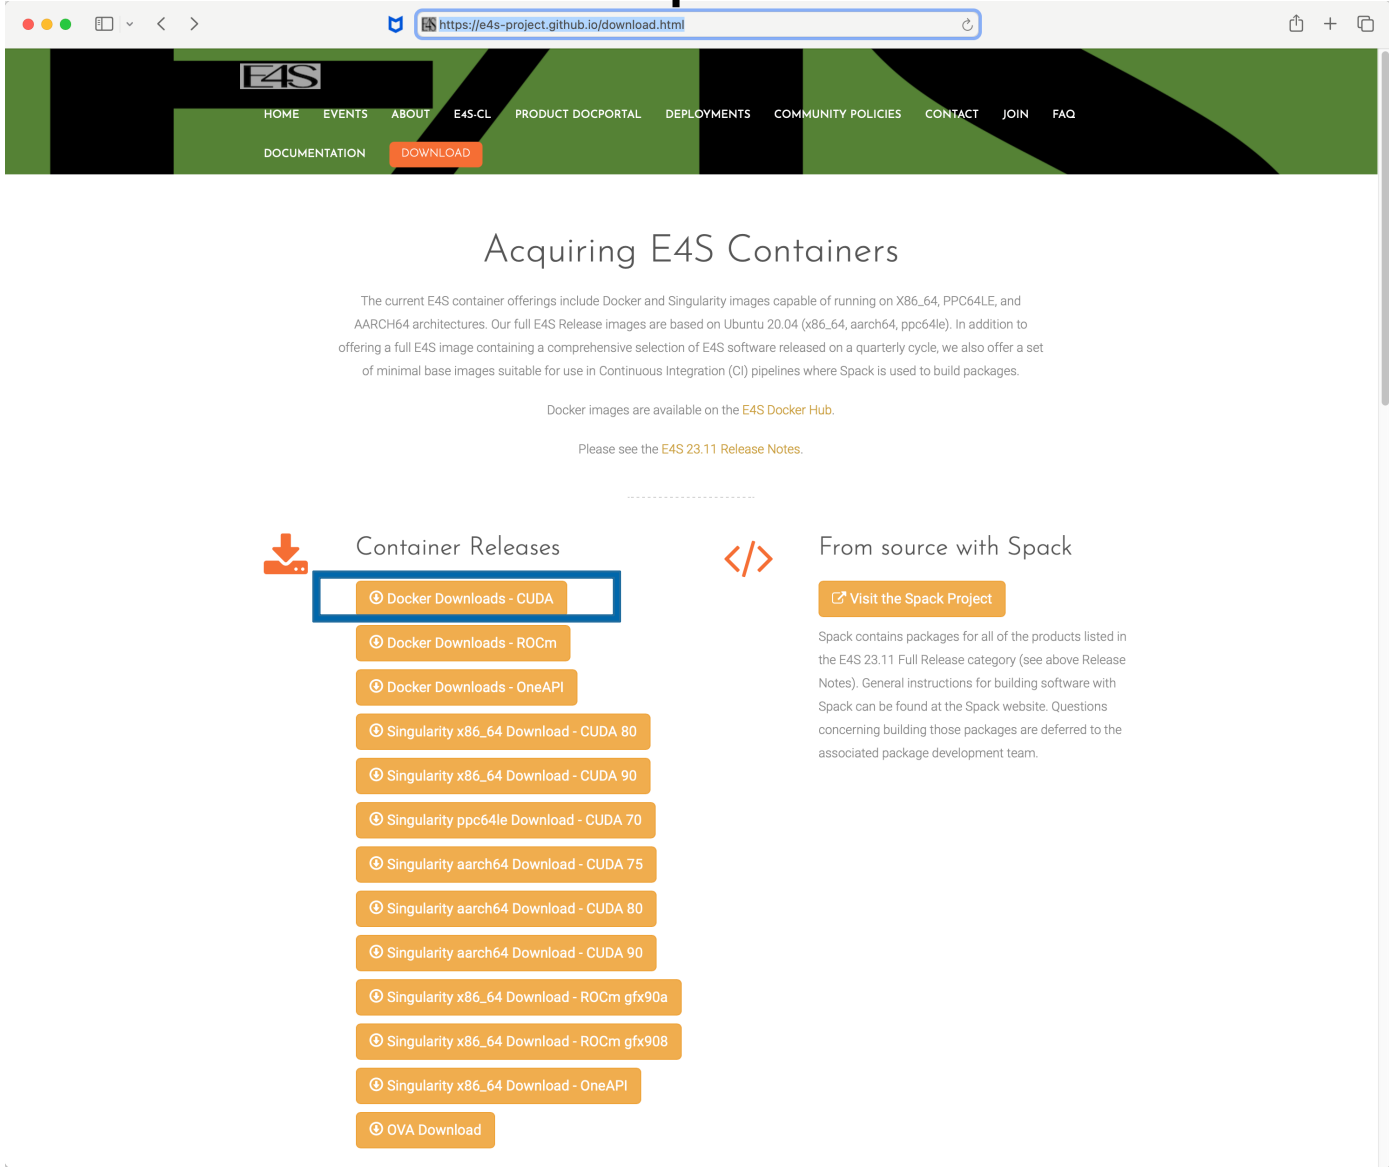 https://e4s-project.github.io/download.html
E4S
HOME EVENTS ABOUT E4S-CL PRODUCT DOCPORTAL DEPLOYMENTS COMMUNITY POLICIES CONTACT JOIN FAQ
DOCUMENTATION DOWNLOAD
Acquiring E4S Containers
The current E4S container offerings include Docker and Singularity images capable of running on X86_64, PPC64LE, and
AARCH64 architectures. Our full E4S Release images are based on Ubuntu 20.04 (x86_64, aarch64, ppc64le). In addition to
offering a full E4S image containing a comprehensive selection of E4S software released on a quarterly cycle, we also offer a set
of minimal base images suitable for use in Continuous Integration (CI) pipelines where Spack is used to build packages.
Docker images are available on the E4S Docker Hub.
Please see the E4S 23.11 Release Notes.
Container Releases
Docker Downloads - CUDA
Docker Downloads - ROCm
Docker Downloads - OneAPI
Singularity x86_64 Download - CUDA 80
Singularity x86_64 Download - CUDA 90
Singularity ppc64le Download - CUDA 70
Singularity aarch64 Download - CUDA 75
Singularity aarch64 Download - CUDA 80
Singularity aarch64 Download - CUDA 90
Singularity x86_64 Download - ROCm gfx90a
Singularity x86_64 Download - ROCm gfx908
Singularity x86_64 Download - OneAPI
OVA Download
From source with Spack
Visit the Spack Project
Spack contains packages for all of the products listed in
the E4S 23.11 Full Release category (see above Release
Notes). General instructions for building software with
Spack can be found at the Spack website. Questions
concerning building those packages are deferred to the
associated package development team.